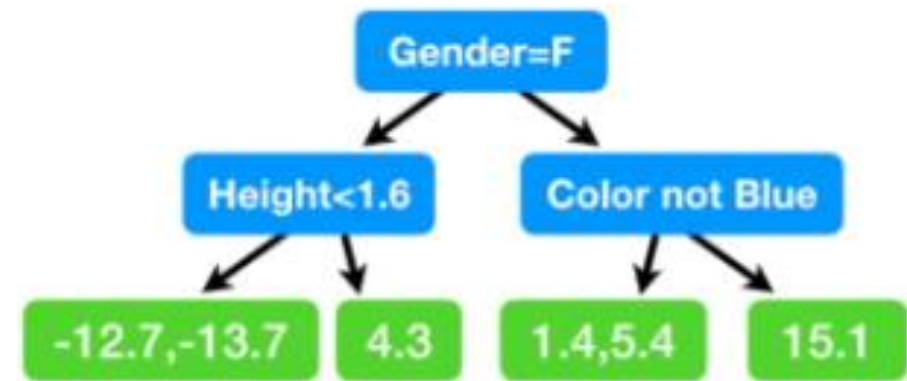 Gender=F
Height<1.6 Color not Blue
-12.7,-13.7 4.3 1.4,5.4 15.1